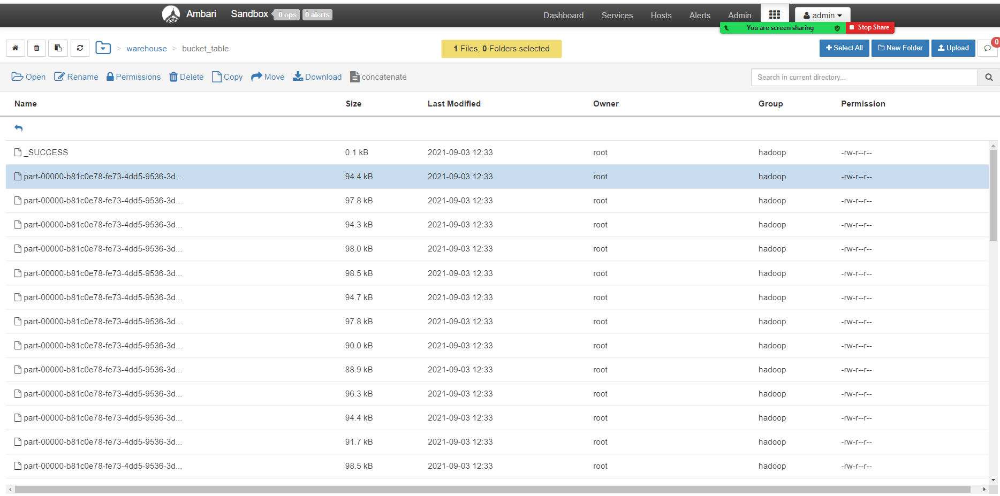 Ambari Sandbox 0 ops 0 alerts Dashboard Services Hosts Alerts Admin admin
You are screen sharing Stop Share
> warehouse > bucket_table 1 Files, 0 Folders selected Select All New Folder Upload 0
Open Rename Permissions Delete Copy Move Download concatenate Search in current directory...
Name Size Last Modified Owner Group Permission
_SUCCESS 0.1 kB 2021-09-03 12:33 root hadoop -rw-r--r--
part-00000-b81c0e78-fe73-4dd5-9536-3d... 94.4 kB 2021-09-03 12:33 root hadoop -rw-r--r--
part-00000-b81c0e78-fe73-4dd5-9536-3d... 97.8 kB 2021-09-03 12:33 root hadoop -rw-r--r--
part-00000-b81c0e78-fe73-4dd5-9536-3d... 94.3 kB 2021-09-03 12:33 root hadoop -rw-r--r--
part-00000-b81c0e78-fe73-4dd5-9536-3d... 98.0 kB 2021-09-03 12:33 root hadoop -rw-r--r--
part-00000-b81c0e78-fe73-4dd5-9536-3d... 98.5 kB 2021-09-03 12:33 root hadoop -rw-r--r--
part-00000-b81c0e78-fe73-4dd5-9536-3d... 94.7 kB 2021-09-03 12:33 root hadoop -rw-r--r--
part-00000-b81c0e78-fe73-4dd5-9536-3d... 97.8 kB 2021-09-03 12:33 root hadoop -rw-r--r--
part-00000-b81c0e78-fe73-4dd5-9536-3d... 90.0 kB 2021-09-03 12:33 root hadoop -rw-r--r--
part-00000-b81c0e78-fe73-4dd5-9536-3d... 88.9 kB 2021-09-03 12:33 root hadoop -rw-r--r--
part-00000-b81c0e78-fe73-4dd5-9536-3d... 96.3 kB 2021-09-03 12:33 root hadoop -rw-r--r--
part-00000-b81c0e78-fe73-4dd5-9536-3d... 94.4 kB 2021-09-03 12:33 root hadoop -rw-r--r--
part-00000-b81c0e78-fe73-4dd5-9536-3d... 91.7 kB 2021-09-03 12:33 root hadoop -rw-r--r--
part-00000-b81c0e78-fe73-4dd5-9536-3d... 98.5 kB 2021-09-03 12:33 root hadoop -rw-r--r--